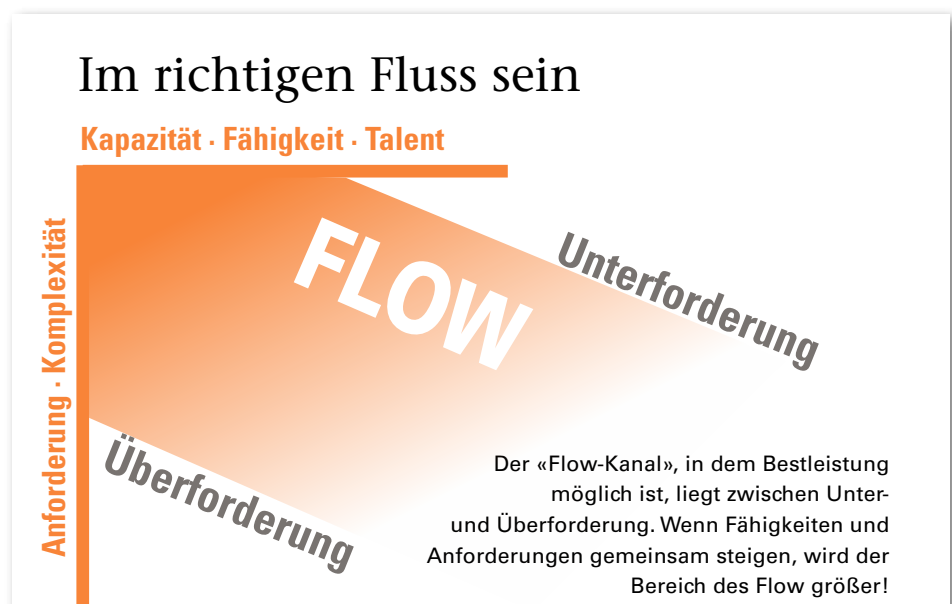 Im richtigen Fluss sein
Kapazität · Fähigkeit · Talent
Anforderung · Komplexität
FLOW
Unterforderung
Überforderung
Der «Flow-Kanal», in dem Bestleistung
möglich ist, liegt zwischen Unter-
und Überforderung. Wenn Fähigkeiten und
Anforderungen gemeinsam steigen, wird der
Bereich des Flow größer!